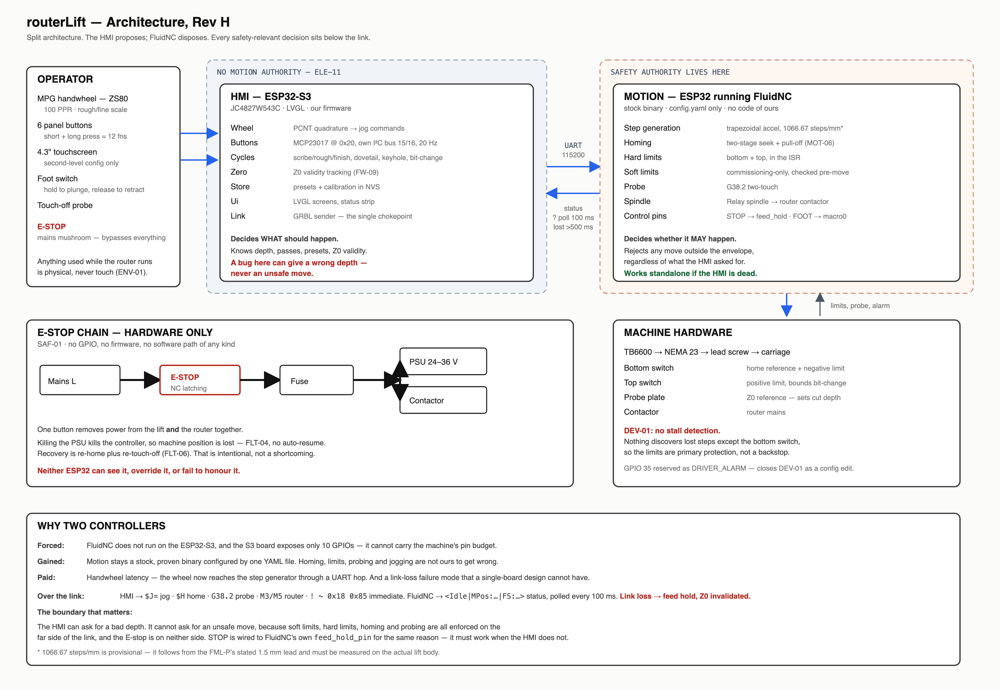 routerLift — Architecture, Rev H
Split architecture. The HMI proposes; FluidNC disposes. Every safety-relevant decision sits below the link.
OPERATOR
MPG handwheel — ZS80
100 PPR · rough/fine scale
6 panel buttons
short + long press = 12 fns
4.3" touchscreen
second-level config only
Foot switch
hold to plunge, release to retract
Touch-off probe
E-STOP
mains mushroom — bypasses everything
Anything used while the router runs
is physical, never touch (ENV-01).
NO MOTION AUTHORITY — ELE-11
HMI — ESP32-S3
JC4827W543C · LVGL · our firmware
Wheel PCNT quadrature → jog commands
Buttons MCP23017 @ 0x20, own I²C bus 15/16, 20 Hz
Cycles scribe/rough/finish, dovetail, keyhole, bit-change
Zero Z0 validity tracking (FW-09)
Store presets + calibration in NVS
Ui LVGL screens, status strip
Link GRBL sender — the single chokepoint
Decides WHAT should happen.
Knows depth, passes, presets, Z0 validity.
A bug here can give a wrong depth —
never an unsafe move.
UART
115200
status
? poll 100 ms
lost >500 ms
SAFETY AUTHORITY LIVES HERE
MOTION — ESP32 running FluidNC
stock binary · config.yaml only · no code of ours
Step generation trapezoidal accel, 1066.67 steps/mm*
Homing two-stage seek + pull-off (MOT-06)
Hard limits bottom + top, in the ISR
Soft limits commissioning-only, checked pre-move
Probe G38.2 two-touch
Spindle Relay spindle → router contactor
Control pins STOP → feed_hold · FOOT → macro0
Decides whether it MAY happen.
Rejects any move outside the envelope,
regardless of what the HMI asked for.
Works standalone if the HMI is dead.
limits, probe, alarm
E-STOP CHAIN — HARDWARE ONLY
SAF-01 · no GPIO, no firmware, no software path of any kind
Mains L
E-STOP
NC latching
Fuse
PSU 24–36 V
Contactor
One button removes power from the lift and the router together.
Killing the PSU kills the controller, so machine position is lost — FLT-04, no auto-resume.
Recovery is re-home plus re-touch-off (FLT-06). That is intentional, not a shortcoming.
Neither ESP32 can see it, override it, or fail to honour it.
MACHINE HARDWARE
TB6600 → NEMA 23 → lead screw → carriage
Bottom switch home reference + negative limit
Top switch positive limit, bounds bit-change
Probe plate Z0 reference — sets cut depth
Contactor router mains
DEV-01: no stall detection.
Nothing discovers lost steps except the bottom switch,
so the limits are primary protection, not a backstop.
GPIO 35 reserved as DRIVER_ALARM — closes DEV-01 as a config edit.
WHY TWO CONTROLLERS
Forced: FluidNC does not run on the ESP32-S3, and the S3 board exposes only 10 GPIOs — it cannot carry the machine's pin budget.
Gained: Motion stays a stock, proven binary configured by one YAML file. Homing, limits, probing and jogging are not ours to get wrong.
Paid: Handwheel latency — the wheel now reaches the step generator through a UART hop. And a link-loss failure mode that a single-board design cannot have.
Over the link: HMI → $J= jog · $H home · G38.2 probe · M3/M5 router · ! ~ 0x18 0x85 immediate. FluidNC → <Idle|MPos:…|FS:…> status, polled every 100 ms. Link loss → feed hold, Z0 invalidated.
The boundary that matters:
The HMI can ask for a bad depth. It cannot ask for an unsafe move, because soft limits, hard limits, homing and probing are all enforced on the
far side of the link, and the E-stop is on neither side. STOP is wired to FluidNC's own feed_hold_pin for the same reason — it must work when the HMI does not.
* 1066.67 steps/mm is provisional — it follows from the FML-P's stated 1.5 mm lead and must be measured on the actual lift body.